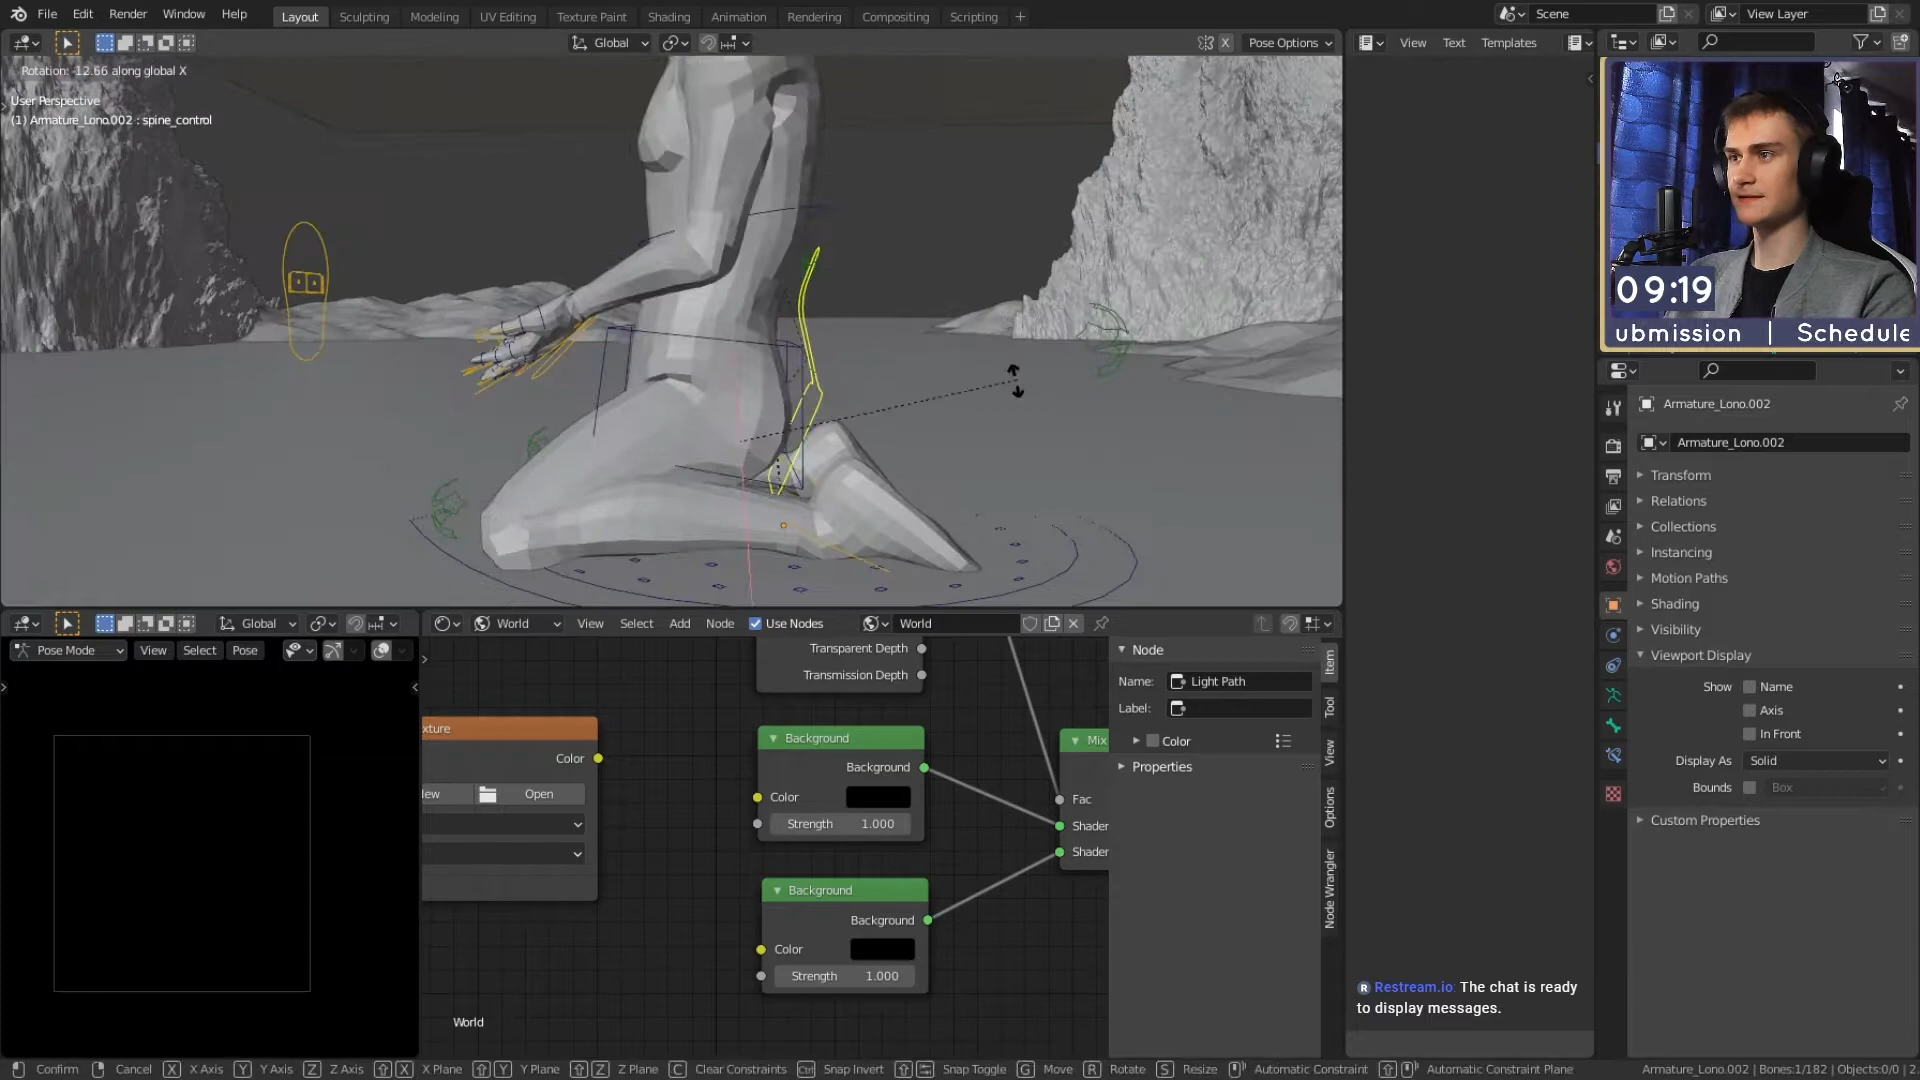 File Edit Render Window Help Layout Sculpting Modeling UV Editing Texture Paint Shading Animation Rendering Compositing Scripting + Scene View Layer
Global Pose Options View Text Templates
Rotation: -12.66 along global X
User Perspective
(1) Armature_Lono.002 : spine_control
09:19
ubmission | Schedule
Armature_Lono.002
Armature_Lono.002
Transform
Relations
Collections
Instancing
Motion Paths
Shading
Visibility
Viewport Display
Show Name
Axis
In Front
Display As Solid
Bounds Box
Custom Properties
Global World View Select Add Node Use Nodes World
Pose Mode View Select Pose
Transparent Depth
Transmission Depth
xture
Color
Open
Background
Background
Color
Strength 1.000
Background
Background
Color
Strength 1.000
Mix
Fac
Shader
Shader
World
Node
Name: Light Path
Label:
Color
Properties
Item
Tool
View
Options
Node Wrangler
Restream.io: The chat is ready
to display messages.
Confirm Cancel X X Axis Y Y Axis Z Z Axis X X Plane Y Y Plane Z Z Plane C Clear Constraints Ctrl Snap Invert Snap Toggle G Move R Rotate S Resize Automatic Constraint Automatic Constraint Plane Armature_Lono.002 | Bones:1/182 | Objects:0/0 | 2.